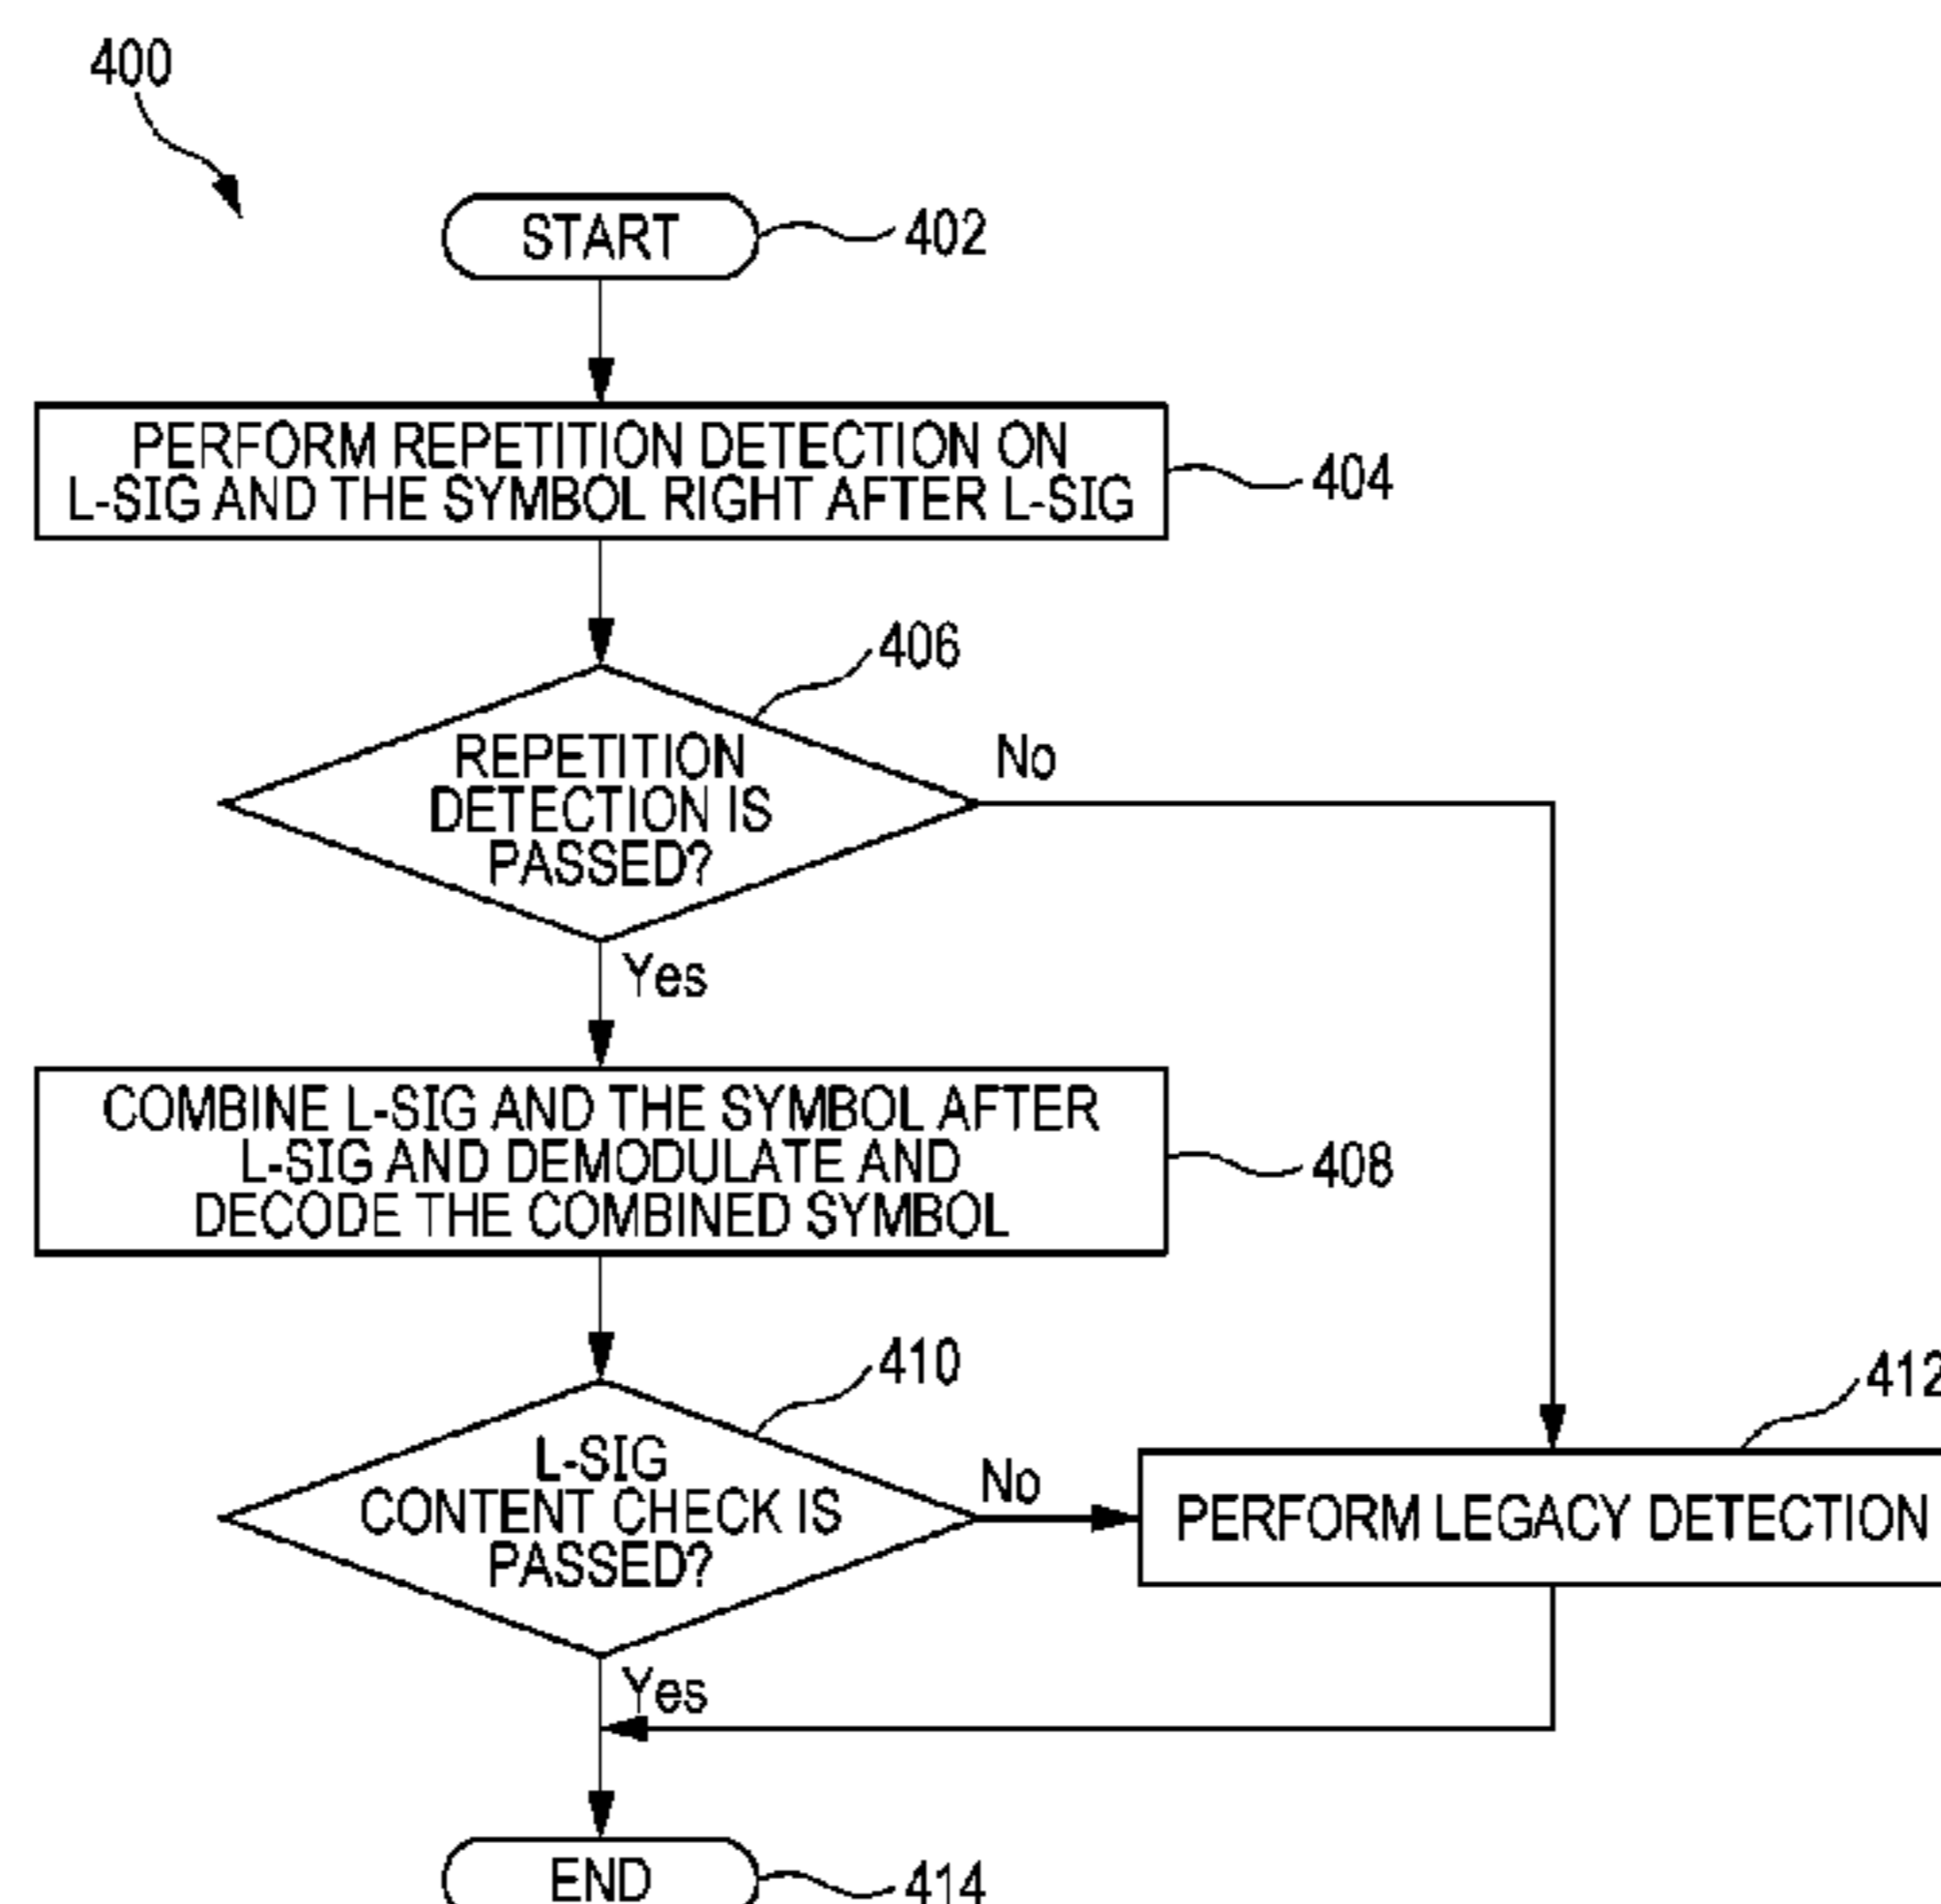 400
START
402
PERFORM REPETITION DETECTION ON
L-SIG AND THE SYMBOL RIGHT AFTER L-SIG
404
406
REPETITION
DETECTION IS
PASSED?
No
Yes
COMBINE L-SIG AND THE SYMBOL AFTER
L-SIG AND DEMODULATE AND
DECODE THE COMBINED SYMBOL
408
410
L-SIG
CONTENT CHECK IS
PASSED?
No
412
PERFORM LEGACY DETECTION
Yes
END
414